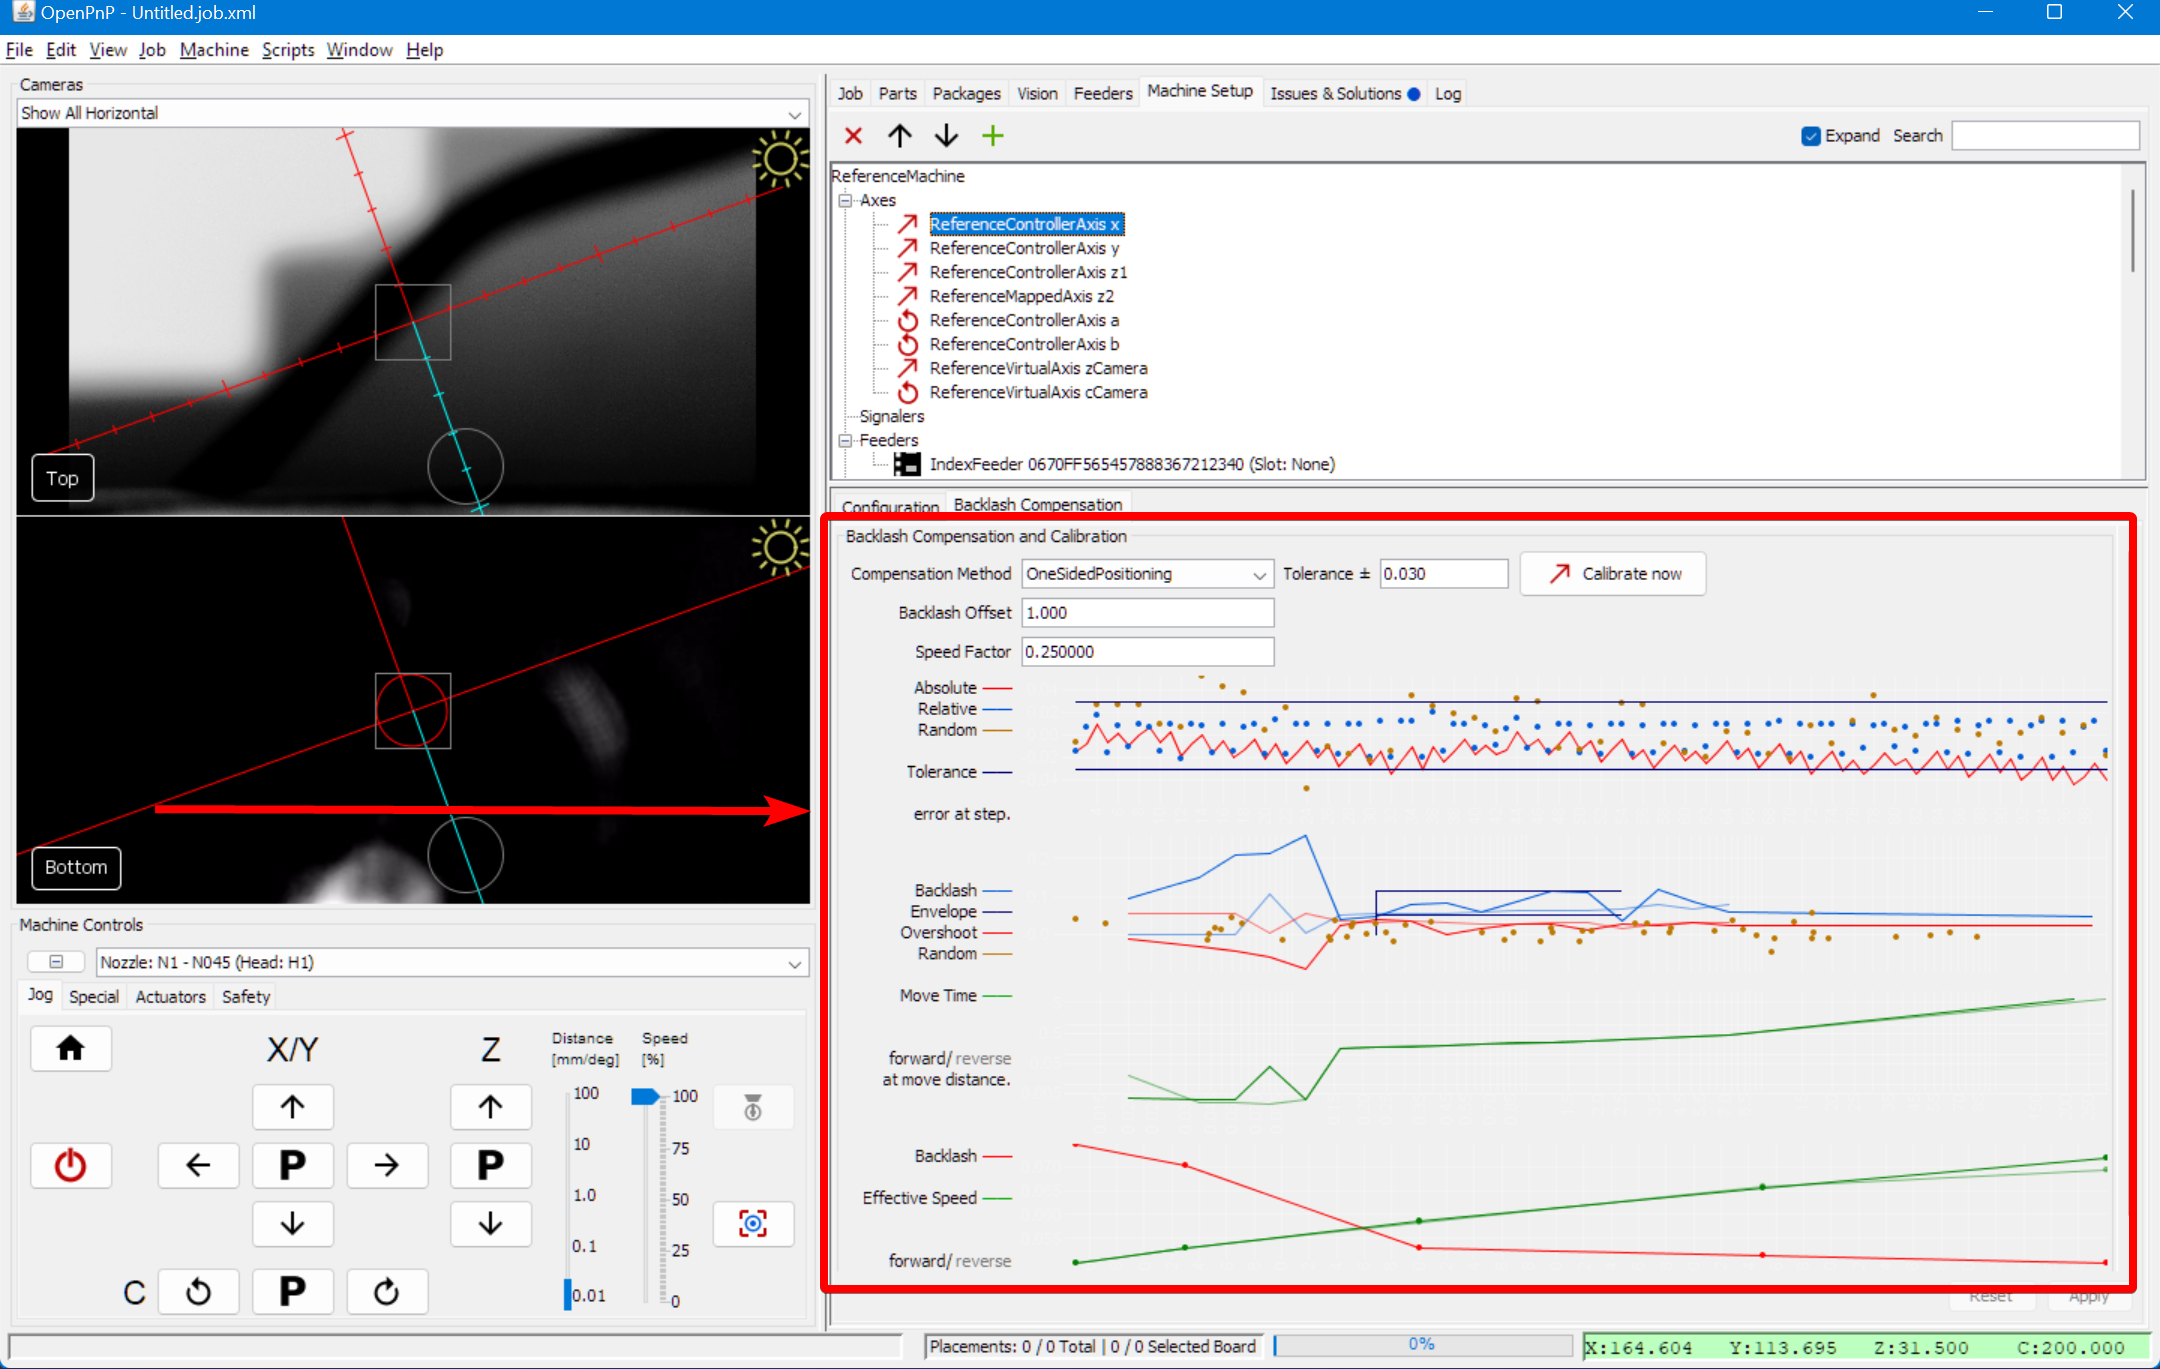 OpenPnP - Untitled.job.xml
File Edit View Job Machine Scripts Window Help
Cameras
Show All Horizontal
Top
Bottom
Machine Controls
Nozzle: N1 - N045 (Head: H1)
Jog Special Actuators Safety
X/Y Z
Distance Speed
[mm/deg] [%]
100 100
10 75
P P
1.0 50
0.1 25
0.01 0
C P
Job Parts Packages Vision Feeders Machine Setup Issues & Solutions Log
Expand Search
ReferenceMachine
Axes
ReferenceControllerAxis x
ReferenceControllerAxis y
ReferenceControllerAxis z1
ReferenceMappedAxis z2
ReferenceControllerAxis a
ReferenceControllerAxis b
ReferenceVirtualAxis zCamera
ReferenceVirtualAxis cCamera
Signalers
Feeders
IndexFeeder 0670FF565457888367212340 (Slot: None)
Configuration Backlash Compensation
Backlash Compensation and Calibration
Compensation Method OneSidedPositioning Tolerance ± 0.030 Calibrate now
Backlash Offset 1.000
Speed Factor 0.250000
Absolute
Relative
Random
Tolerance
error at step.
Backlash
Envelope
Overshoot
Random
Move Time
forward/ reverse
at move distance.
Backlash
Effective Speed
forward/ reverse
Reset Apply
Placements: 0 / 0 Total | 0 / 0 Selected Board 0% X:164.604 Y:113.695 Z:31.500 C:200.000